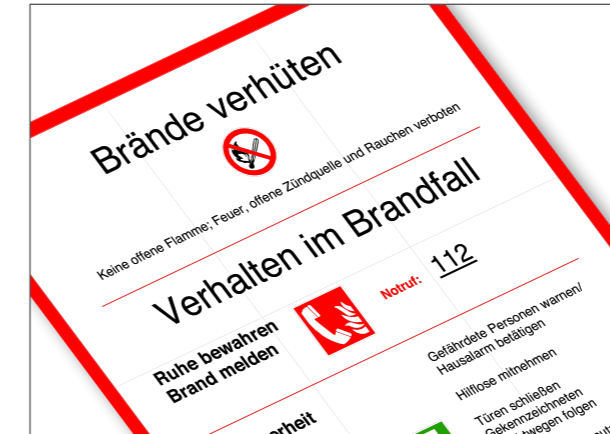 Brände verhüten
Keine offene Flamme; Feuer, offene Zündquelle und Rauchen verboten
Verhalten im Brandfall
Ruhe bewahren
Brand melden
Notruf: 112
Gefährdete Personen warnen/
Hausalarm betätigen
Hilflose mitnehmen
Türen schließen
Gekennzeichneten
folgen